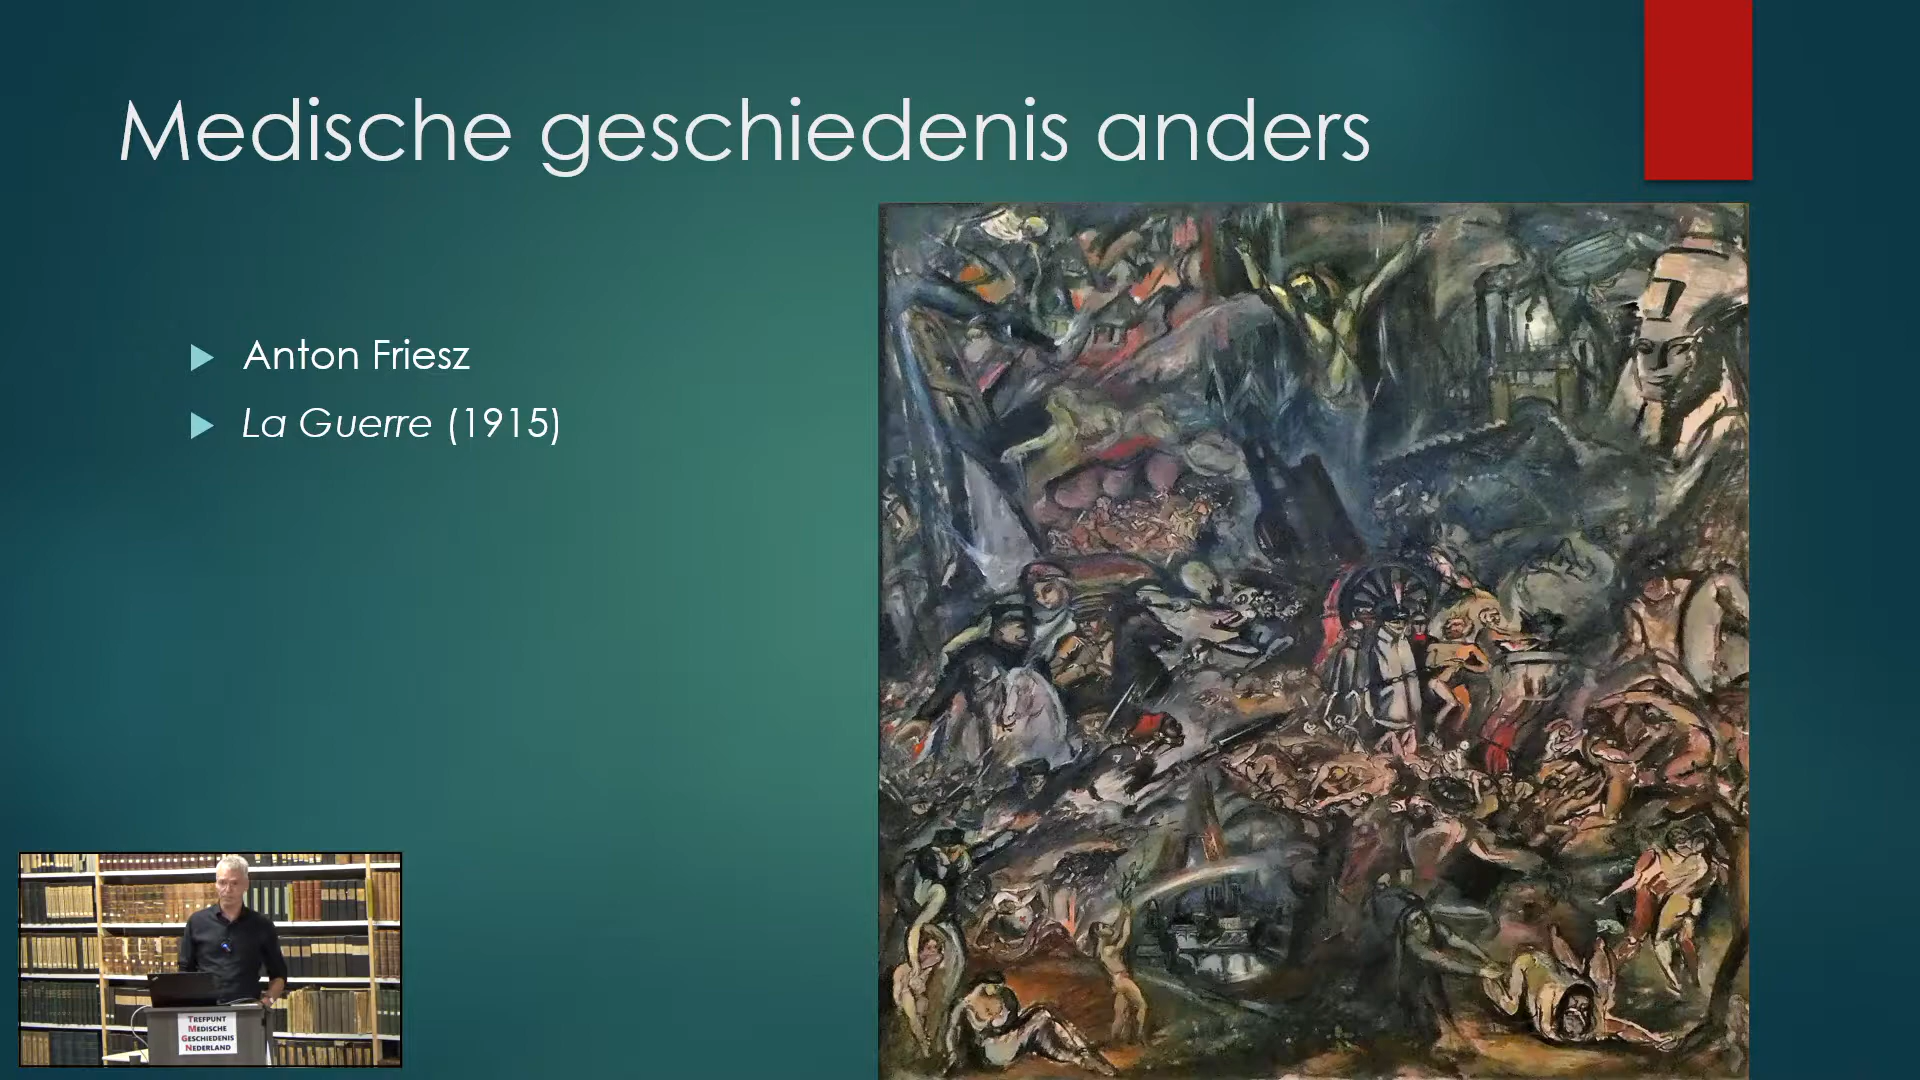 Medische geschiedenis anders
Anton Friesz
La Guerre (1915)
TREFPUNT
MEDISCHE
GESCHIEDENIS
NEDERLAND